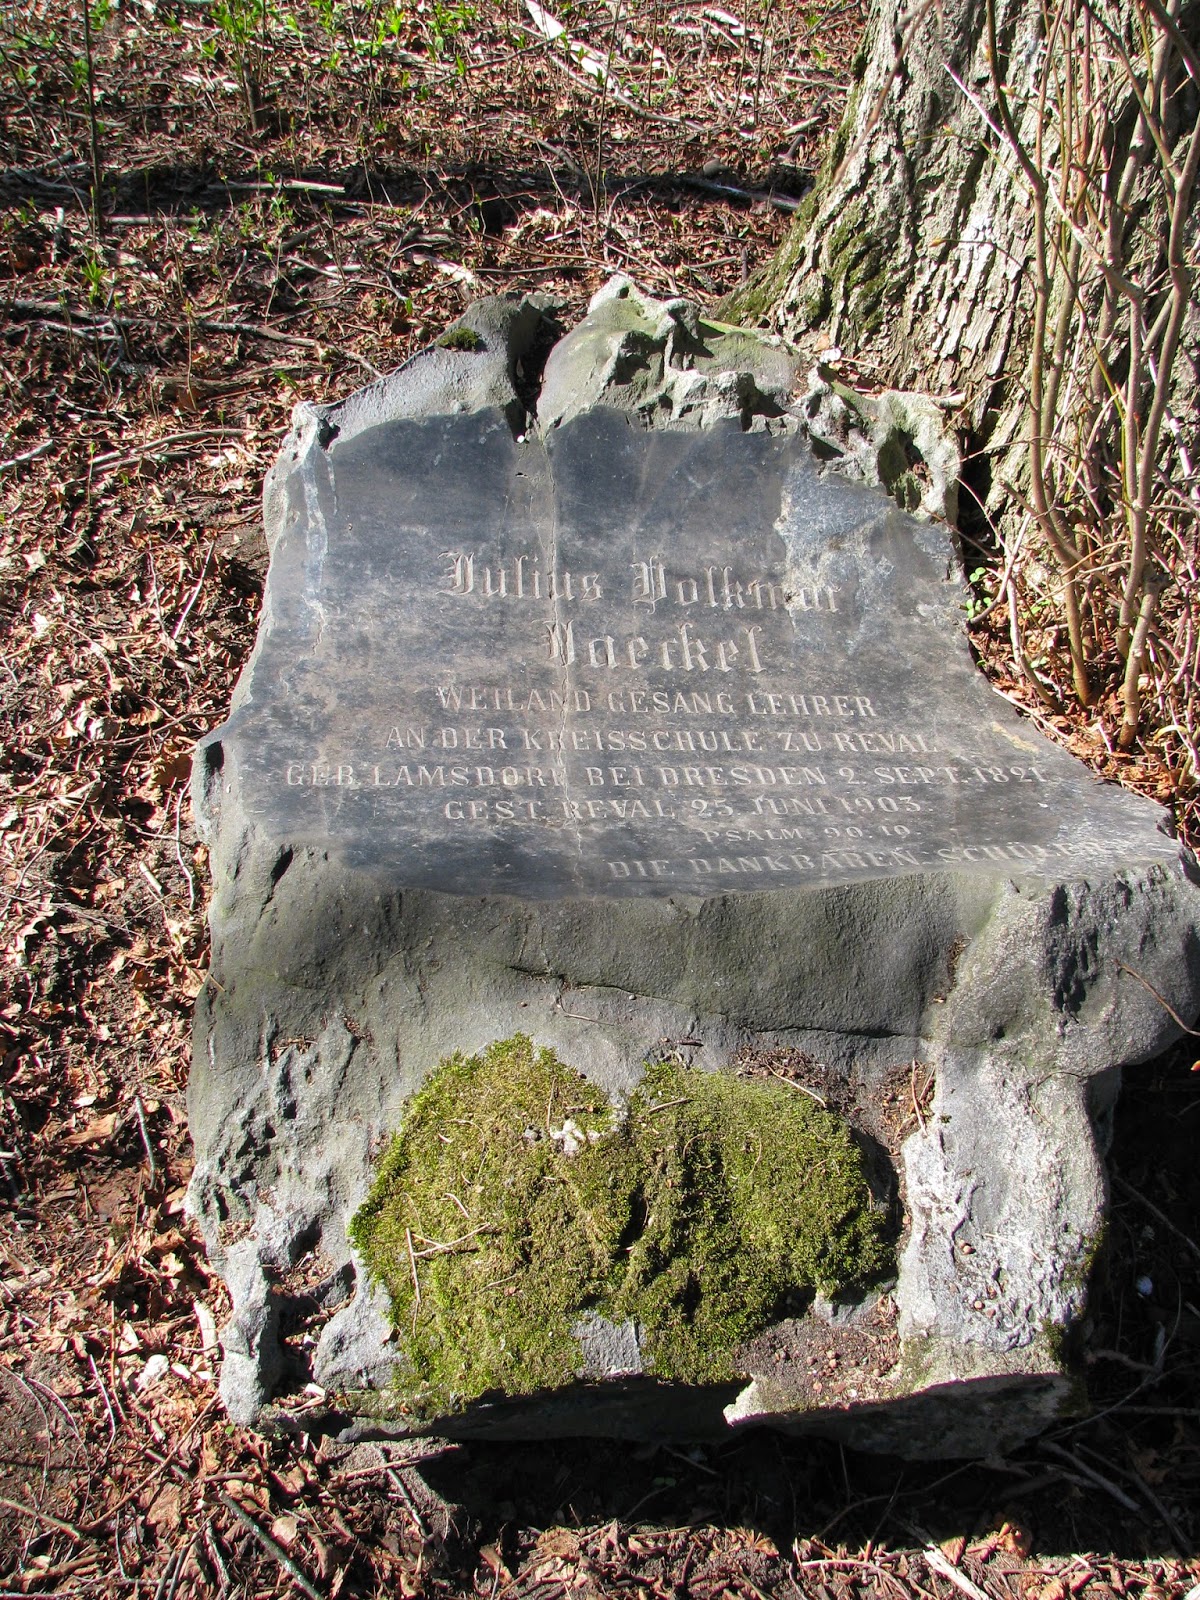 Julius Volkmar
Vaeckel
WEILAND GESANG LEHRER
AN DER KREISSCHULE ZU REVAL
GEB. LAMSDORF BEI DRESDEN 2. SEPT. 1821.
GEST. REVAL 25. JUNI 1903.
PSALM. 90. 10.
DIE DANKBAREN SCHÜLER